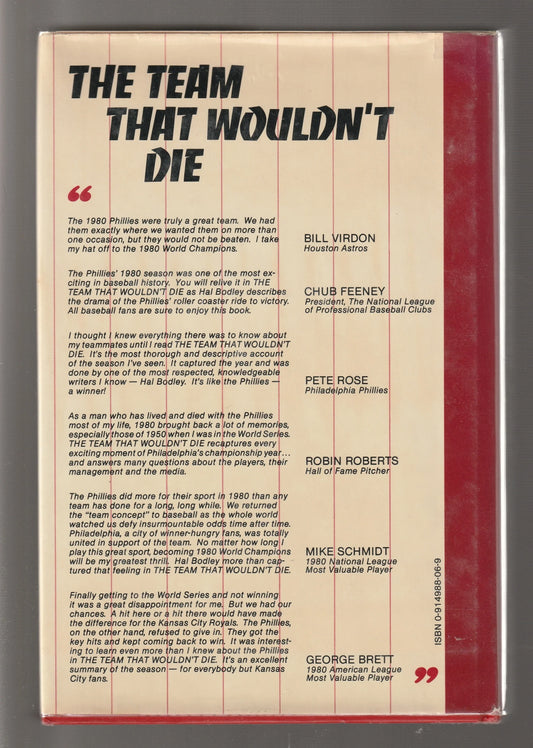 THE TEAM
THAT WOULDN'T
DIE
“
The 1980 Phillies were truly a great team. We had
them exactly where we wanted them on more than
one occasion, but they would not be beaten. I take
my hat off to the 1980 World Champions.
BILL VIRDON
Houston Astros
The Phillies' 1980 season was one of the most ex-
citing in baseball history. You will relive it in THE
TEAM THAT WOULDN'T DIE as Hal Bodley describes
the drama of the Phillies' roller coaster ride to victory.
All baseball fans are sure to enjoy this book.
CHUB FEENEY
President, The National League
of Professional Baseball Clubs
I thought I knew everything there was to know about
my teammates until I read THE TEAM THAT WOULDN'T
DIE. It's the most thorough and descriptive account
of the season I've seen. It captured the year and was
done by one of the most respected, knowledgeable
writers I know — Hal Bodley. It's like the Phillies —
a winner!
PETE ROSE
Philadelphia Phillies
As a man who has lived and died with the Phillies
most of my life, 1980 brought back a lot of memories,
especially those of 1950 when I was in the World Series.
THE TEAM THAT WOULDN'T DIE recaptures every
exciting moment of Philadelphia's championship year...
and answers many questions about the players, their
management and the media.
ROBIN ROBERTS
Hall of Fame Pitcher
The Phillies did more for their sport in 1980 than any
team has done for a long, long while. We returned
the "team concept" to baseball as the whole world
watched us defy insurmountable odds time after time.
Philadelphia, a city of winner-hungry fans, was totally
united in support of the team. No matter how long I
play this great sport, becoming 1980 World Champions
will be my greatest thrill. Hal Bodley more than cap-
tured that feeling in THE TEAM THAT WOULDN'T DIE.
MIKE SCHMIDT
1980 National League
Most Valuable Player
Finally getting to the World Series and not winning
it was a great disappointment for me. But we had our
chances. A hit here or a hit there would have made
the difference for the Kansas City Royals. The Phillies,
on the other hand, refused to give in. They got the
key hits and kept coming back to win. It was interest-
ing to learn even more than I knew about the Phillies
in THE TEAM THAT WOULDN'T DIE. It's an excellent
summary of the season — for everybody but Kansas
City fans.
GEORGE BRETT
1980 American League
Most Valuable Player
”
ISBN 0-914988-06-9